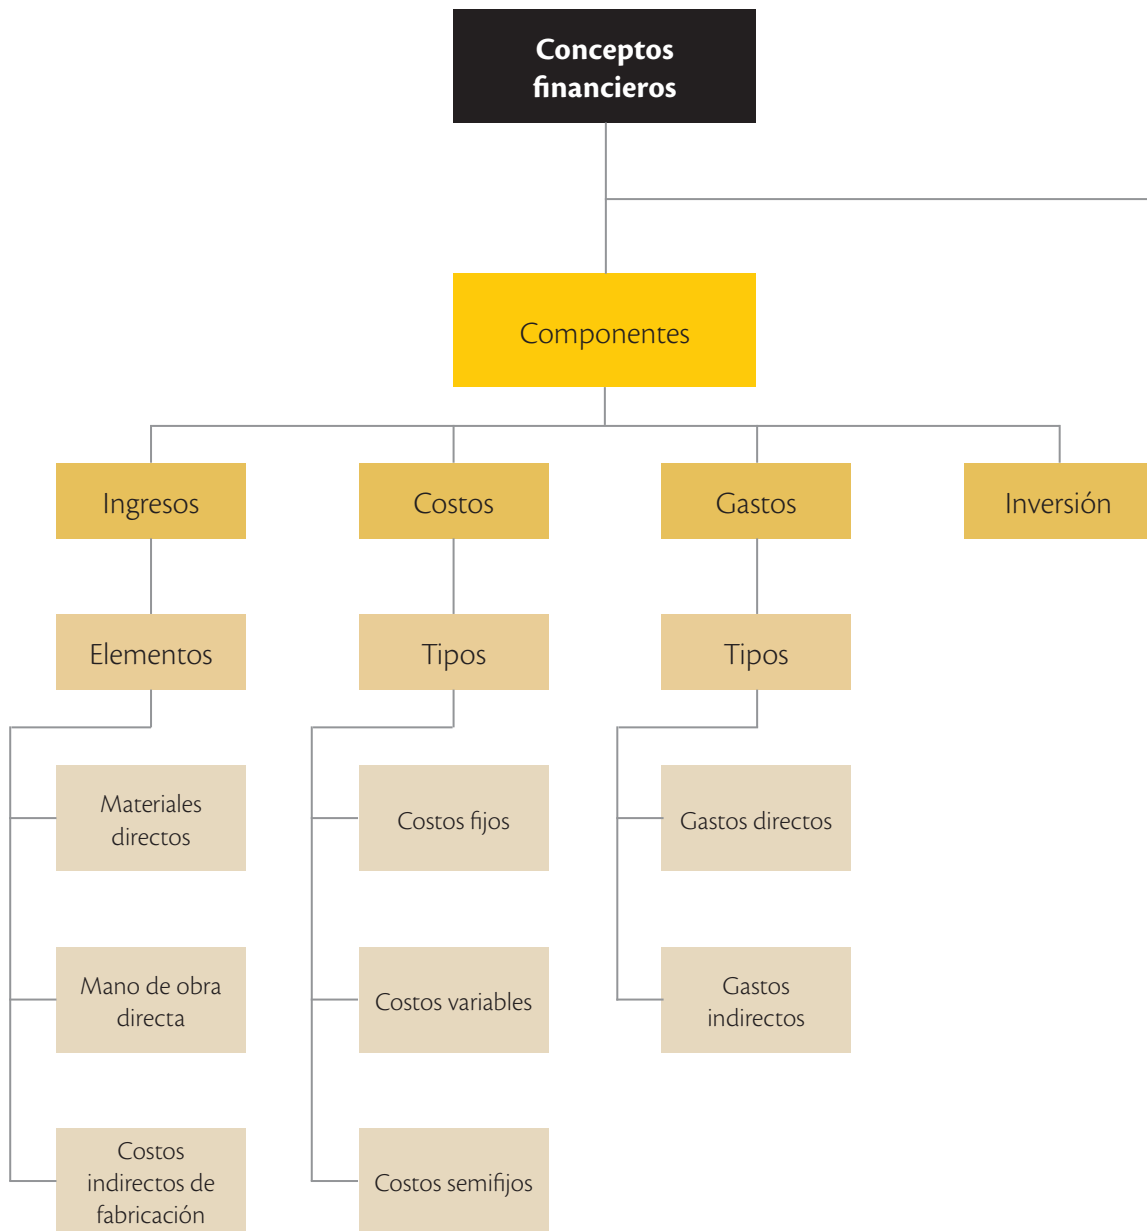 Conceptos
financieros
Componentes
Ingresos
Costos
Gastos
Inversión
Elementos
Tipos
Tipos
Materiales
directos
Costos fijos
Gastos directos
Mano de obra
directa
Costos variables
Gastos
indirectos
Costos
indirectos de
fabricación
Costos semifijos